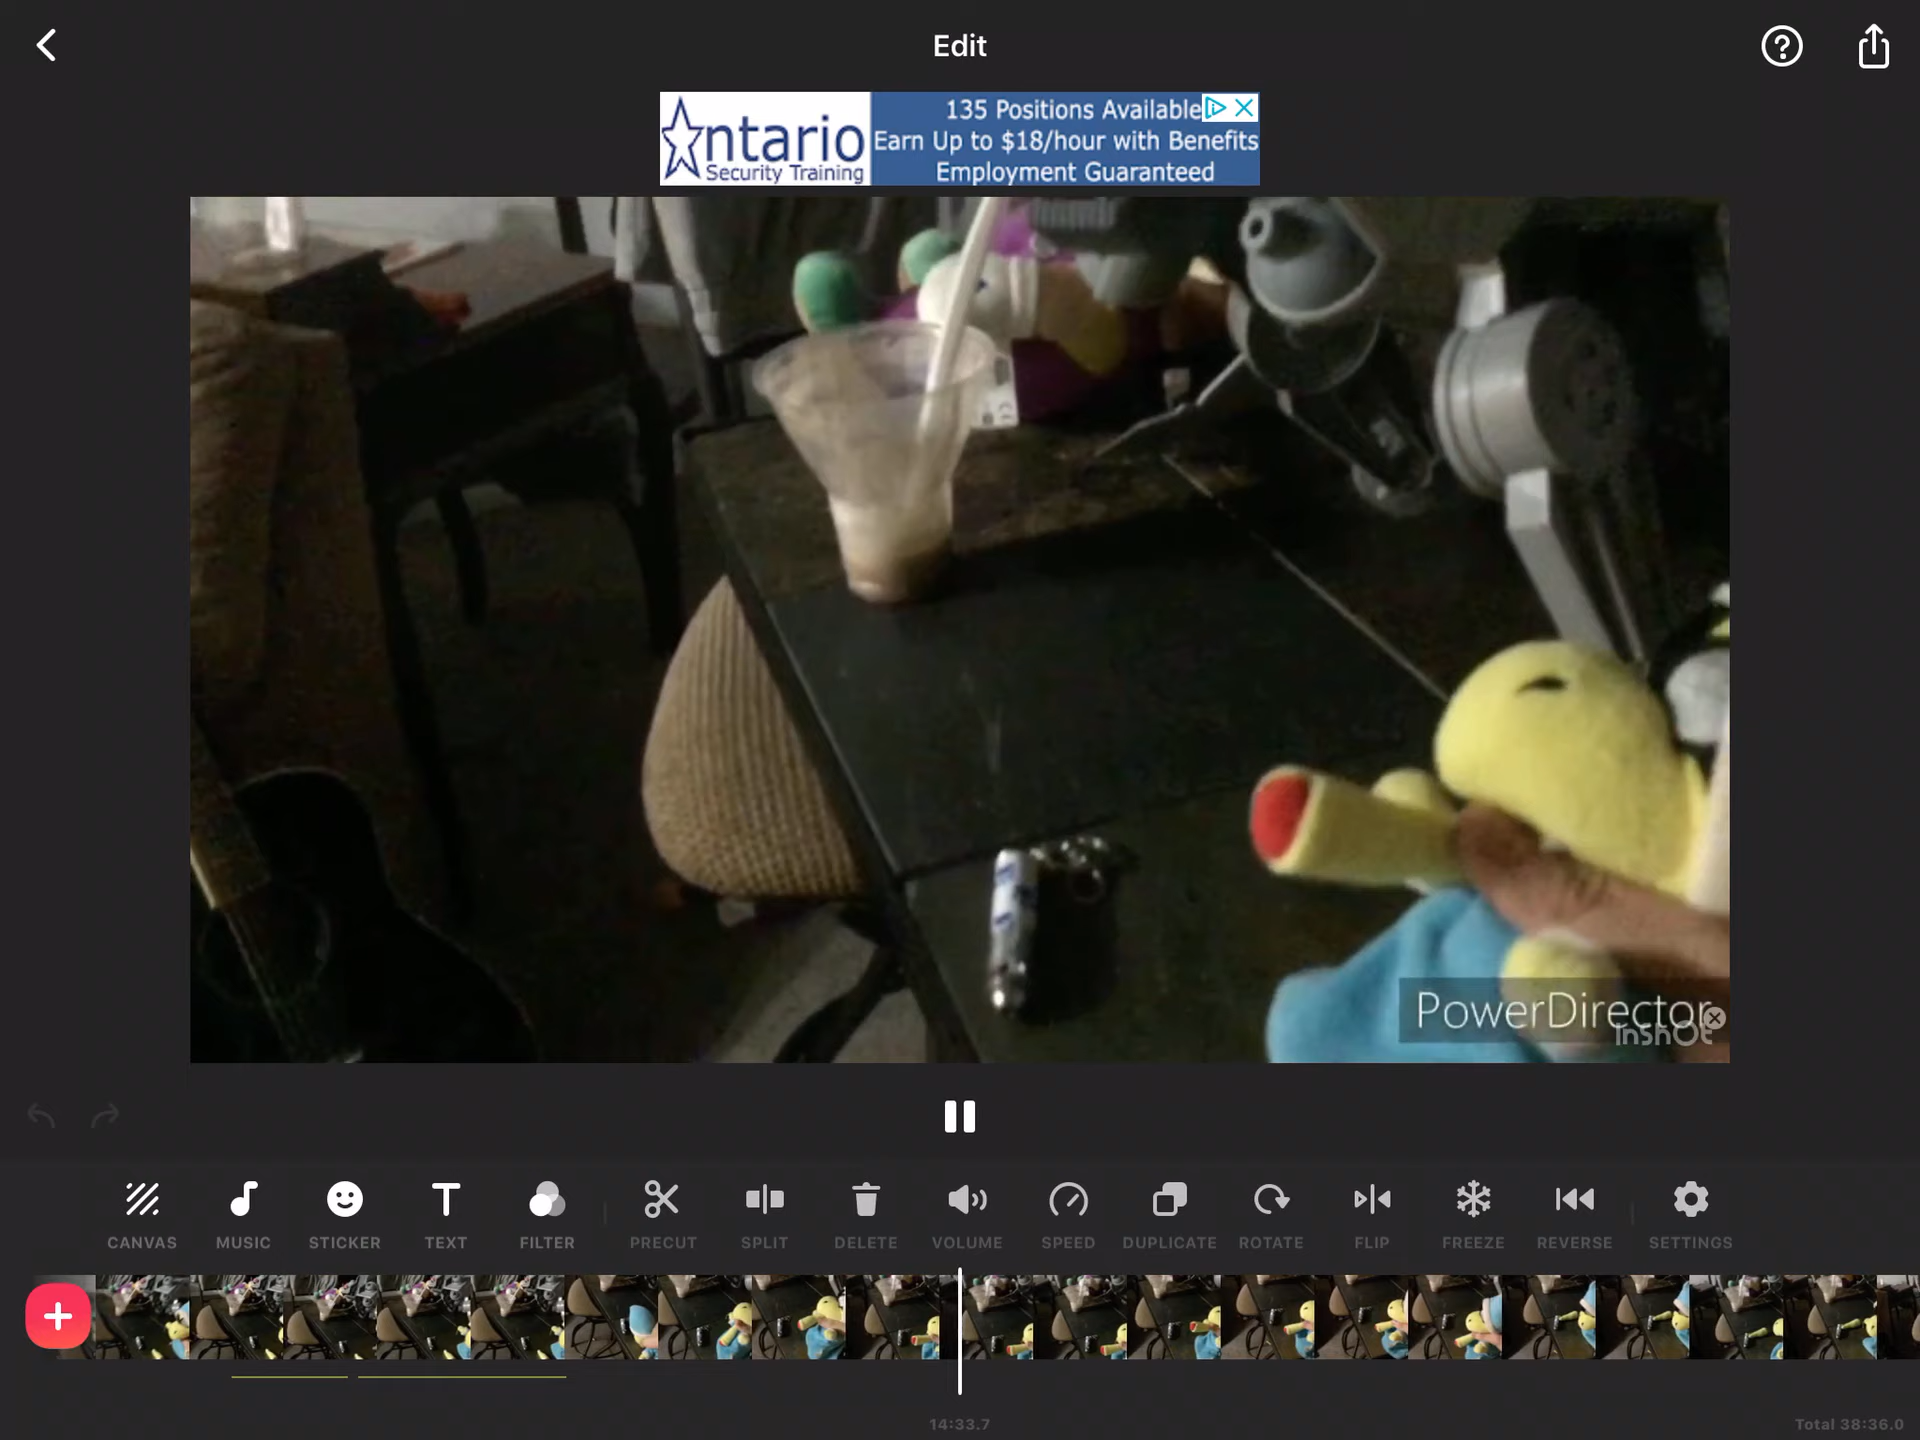 Edit
ntario
Security Training
135 Positions Available
Earn Up to $18/hour with Benefits
Employment Guaranteed
PowerDirector
InshOt
CANVAS
MUSIC
STICKER
TEXT
FILTER
PRECUT
SPLIT
DELETE
VOLUME
SPEED
DUPLICATE
ROTATE
FLIP
FREEZE
REVERSE
SETTINGS
14:33.7
Total 38:36.0